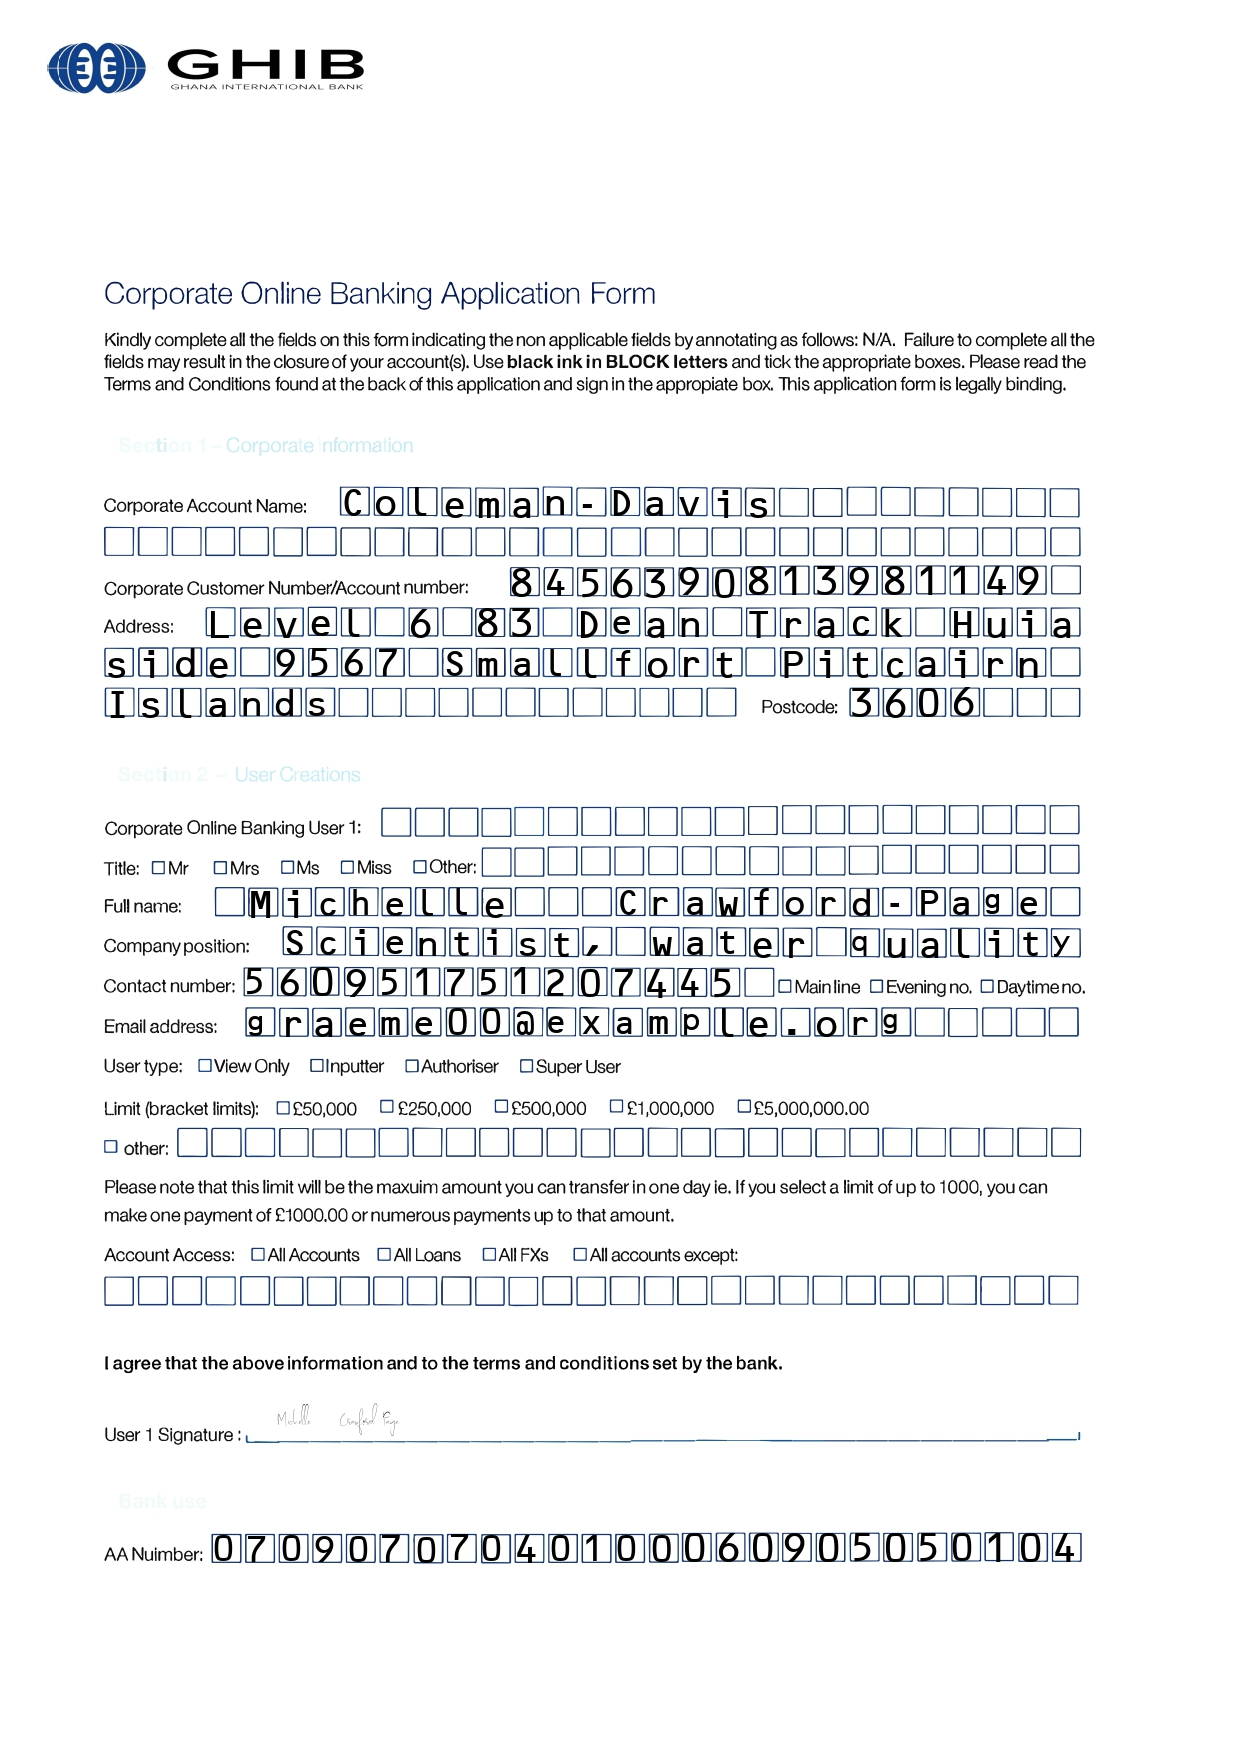 GHIB
GHANA INTERNATIONAL BANK
Corporate Online Banking Application Form
Kindly complete all the fields on this form indicating the non applicable fields by annotating as follows: N/A. Failure to complete all the
fields may result in the closure of your account(s). Use black ink in BLOCK letters and tick the appropriate boxes. Please read the
Terms and Conditions found at the back of this application and sign in the appropiate box. This application form is legally binding.
Section 1 – Corporate Information
Corporate Account Name: Coleman-Davis
Corporate Customer Number/Account number: 8456390813981149
Address: Level 6 83 Dean Track Huia
side 9567 Smallfort Pitcairn
Islands Postcode: 3606
Section 2 – User Creations
Corporate Online Banking User 1:
Title: Mr Mrs Ms Miss Other:
Full name: Michelle Crawford-Page
Company position: Scientist, water quality
Contact number: 560951751207445 Main line Evening no. Daytime no.
Email address: graeme00@example.org
User type: View Only Inputter Authoriser Super User
Limit (bracket limits): £50,000 £250,000 £500,000 £1,000,000 £5,000,000.00
other:
Please note that this limit will be the maxuim amount you can transfer in one day ie. If you select a limit of up to 1000, you can
make one payment of £1000.00 or numerous payments up to that amount.
Account Access: All Accounts All Loans All FXs All accounts except:
I agree that the above information and to the terms and conditions set by the bank.
User 1 Signature : Michelle Crawford Page
Bank use
AA Nuimber: 07090707040100060905050104